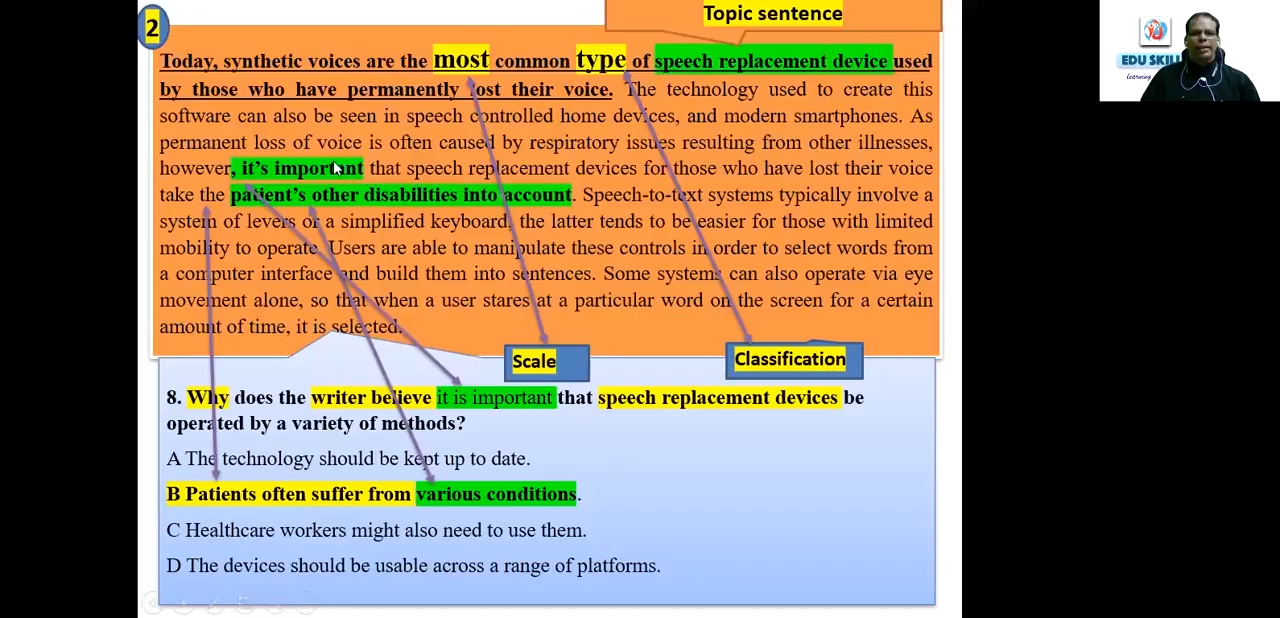 Topic sentence
2
Today, synthetic voices are the most common type of speech replacement device used
by those who have permanently lost their voice. The technology used to create this
software can also be seen in speech controlled home devices, and modern smartphones. As
permanent loss of voice is often caused by respiratory issues resulting from other illnesses,
however, it's important that speech replacement devices for those who have lost their voice
take the patient's other disabilities into account. Speech-to-text systems typically involve a
system of levers or a simplified keyboard, the latter tends to be easier for those with limited
mobility to operate. Users are able to manipulate these controls in order to select words from
a computer interface and build them into sentences. Some systems can also operate via eye
movement alone, so that when a user stares at a particular word on the screen for a certain
amount of time, it is selected.
Scale
Classification
8. Why does the writer believe it is important that speech replacement devices be
operated by a variety of methods?
A The technology should be kept up to date.
B Patients often suffer from various conditions.
C Healthcare workers might also need to use them.
D The devices should be usable across a range of platforms.
EDU SKILL